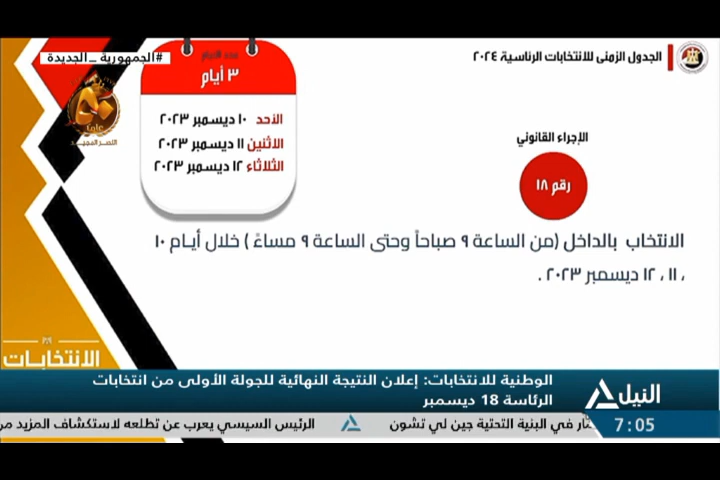 #الجمهورية_الجديدة
الجدول الزمني للانتخابات الرئاسية ٢٠٢٤
٣ أيام
الأحد ١٠ ديسمبر ٢٠٢٣
الاثنين ١١ ديسمبر ٢٠٢٣
الثلاثاء ١٢ ديسمبر ٢٠٢٣
عاماً
النصر المجيد
الإجراء القانوني
رقم ١٨
الانتخاب بالداخل (من الساعة ٩ صباحاً وحتى الساعة ٩ مساءً ) خلال أيام ١٠
، ١١ ، ١٢ ديسمبر ٢٠٢٣ .
الانتخابات
الوطنية للانتخابات: إعلان النتيجة النهائية للجولة الأولى من انتخابات
الرئاسة 18 ديسمبر
النيل
7:05
في البنية التحتية جين لي تشون
الرئيس السيسي يعرب عن تطلعه لاستكشاف المزيد من